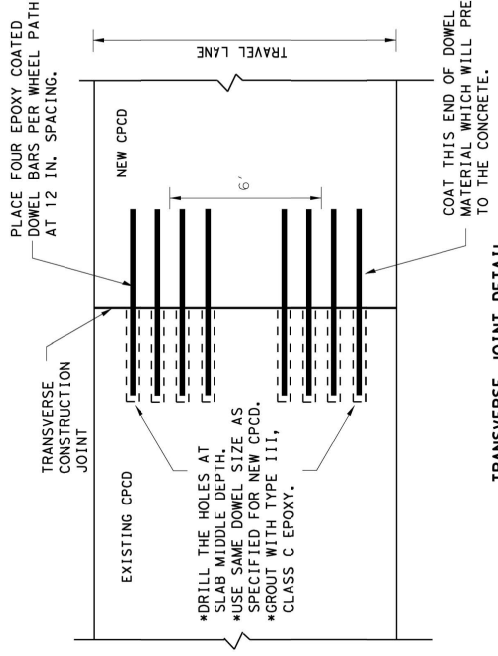 PLACE FOUR EPOXY COATED
DOWEL BARS PER WHEEL PATH
AT 12 IN. SPACING.
TRANSVERSE
CONSTRUCTION
JOINT
TRAVEL LANE
EXISTING CPCD
NEW CPCD
6'
*DRILL THE HOLES AT
SLAB MIDDLE DEPTH.
*USE SAME DOWEL SIZE AS
SPECIFIED FOR NEW CPCD.
*GROUT WITH TYPE III,
CLASS C EPOXY.
COAT THIS END OF DOWEL
MATERIAL WHICH WILL PRE
TO THE CONCRETE.
TRANSVERSE JOINT DETAIL